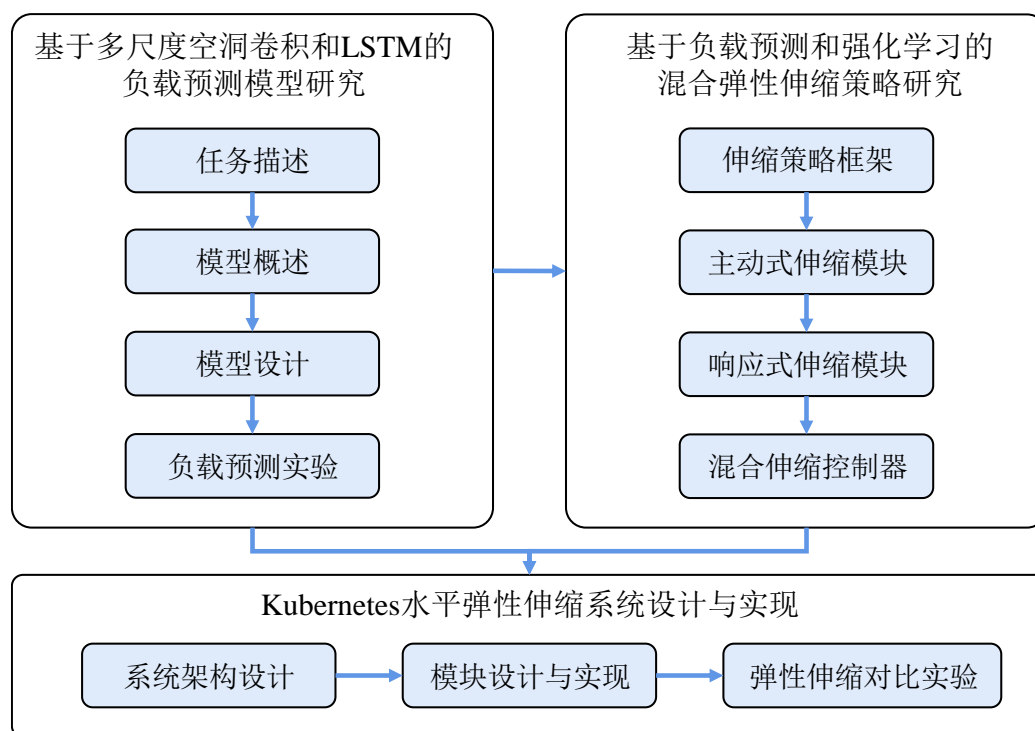 基于多尺度空洞卷积和LSTM的
负载预测模型研究
任务描述
模型概述
模型设计
负载预测实验
基于负载预测和强化学习的
混合弹性伸缩策略研究
伸缩策略框架
主动式伸缩模块
响应式伸缩模块
混合伸缩控制器
Kubernetes水平弹性伸缩系统设计与实现
系统架构设计
模块设计与实现
弹性伸缩对比实验